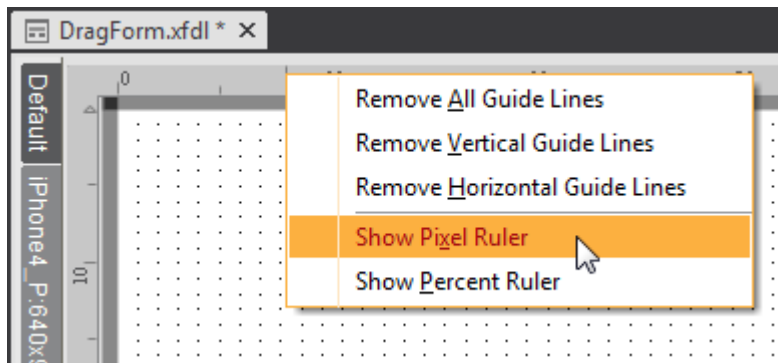 DragForm.xfdl *
Default
iPhone4_P:640x9
0
10
Remove All Guide Lines
Remove Vertical Guide Lines
Remove Horizontal Guide Lines
Show Pixel Ruler
Show Percent Ruler